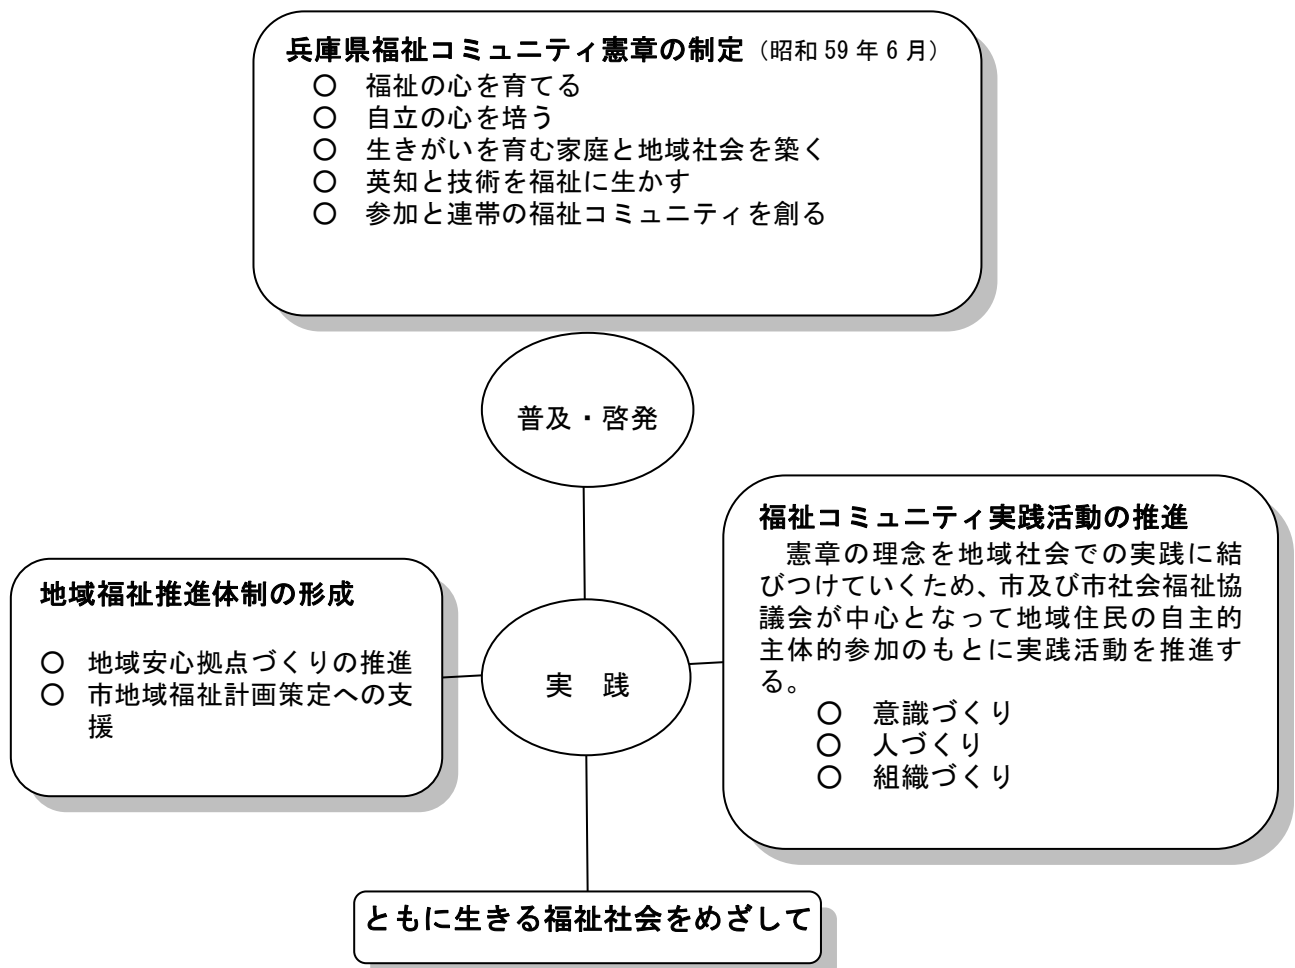 兵庫県福祉コミュニティ憲章の制定（昭和59年6月）
○　福祉の心を育てる
○　自立の心を培う
○　生きがいを育む家庭と地域社会を築く
○　英知と技術を福祉に生かす
○　参加と連帯の福祉コミュニティを創る
普及・啓発
福祉コミュニティ実践活動の推進
　憲章の理念を地域社会での実践に結
びつけていくため、市及び市社会福祉協
議会が中心となって地域住民の自主的
主体的参加のもとに実践活動を推進す
る。
○　意識づくり
○　人づくり
○　組織づくり
地域福祉推進体制の形成
○　地域安心拠点づくりの推進
○　市地域福祉計画策定への支
援
実　践
ともに生きる福祉社会をめざして